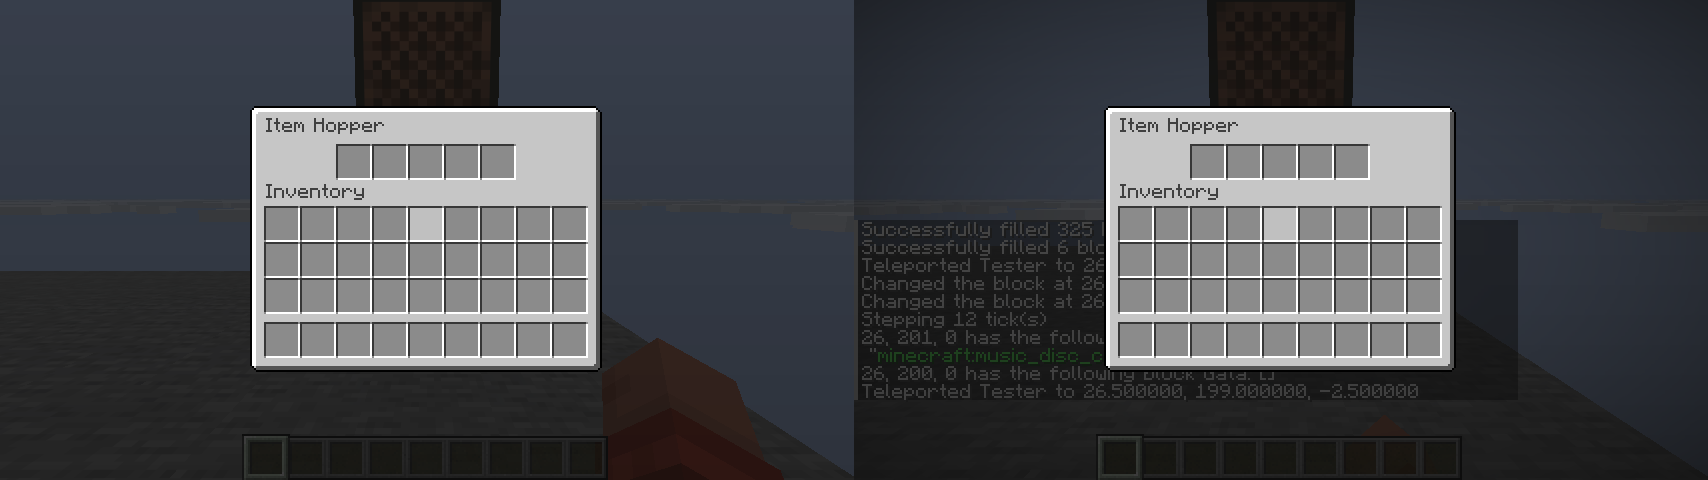 Item Hopper
Inventory
Item Hopper
Inventory
Successfully filled 325
Successfully filled 6 blo
Teleported Tester to 26
Changed the block at 26
Changed the block at 26
Stepping 12 tick(s)
26, 201, 0 has the follow
"minecraft:music_disc_c
26, 200, 0 has the following block data: []
Teleported Tester to 26.500000, 199.000000, -2.500000